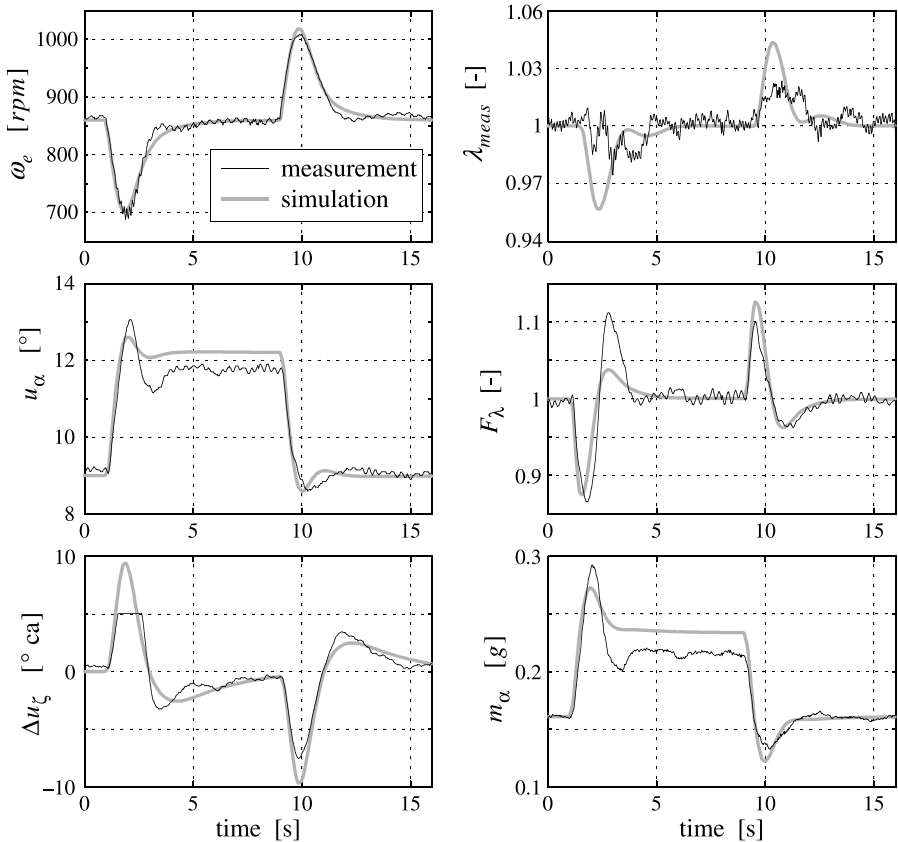 1000
900
800
700
ω_e [rpm]
measurement
simulation
0 5 10 15
1.06
1.03
1
0.97
0.94
λ_meas [-]
0 5 10 15
14
12
10
8
u_α [°]
0 5 10 15
1.1
1
0.9
F_λ [-]
0 5 10 15
10
0
−10
Δu_ζ [° ca]
0 5 10 15
time [s]
0.3
0.2
0.1
m_α [g]
0 5 10 15
time [s]